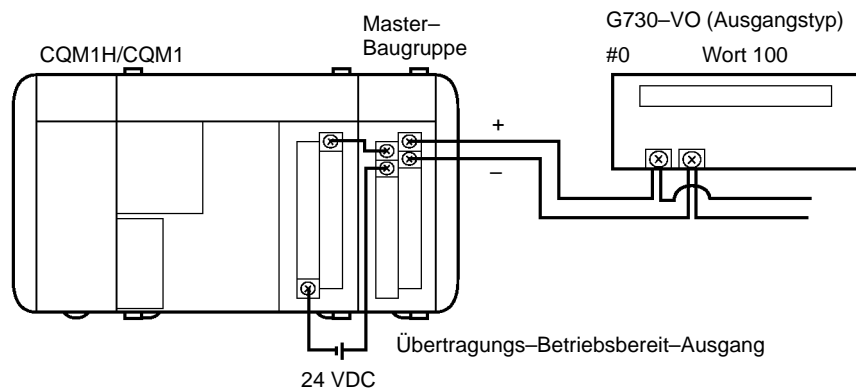 G730–VO (Ausgangstyp)
Master–
Baugruppe
CQM1H/CQM1
#0 Wort 100
+
–
Übertragungs–Betriebsbereit–Ausgang
24 VDC